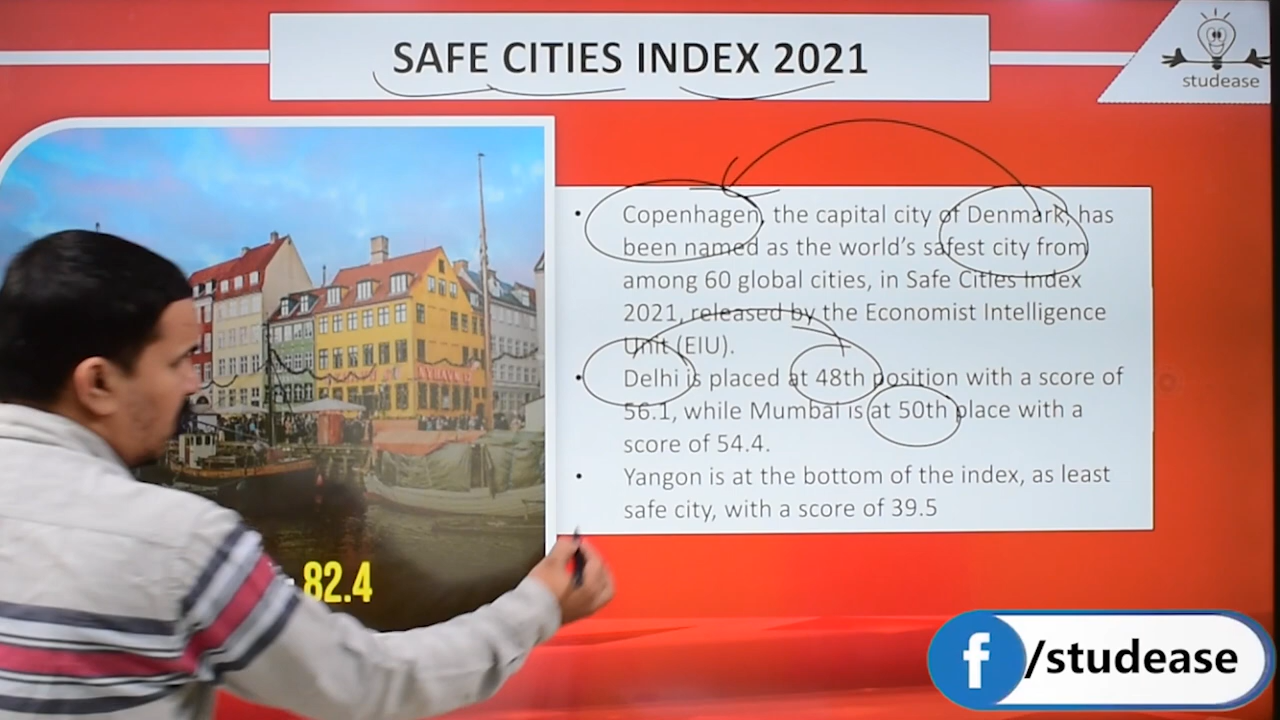 SAFE CITIES INDEX 2021
studease
• Copenhagen, the capital city of Denmark, has
been named as the world's safest city from
among 60 global cities, in Safe Cities Index
2021, released by the Economist Intelligence
Unit (EIU).
• Delhi is placed at 48th position with a score of
56.1, while Mumbai is at 50th place with a
score of 54.4.
• Yangon is at the bottom of the index, as least
safe city, with a score of 39.5
NYHAVN 17
82.4
f/studease